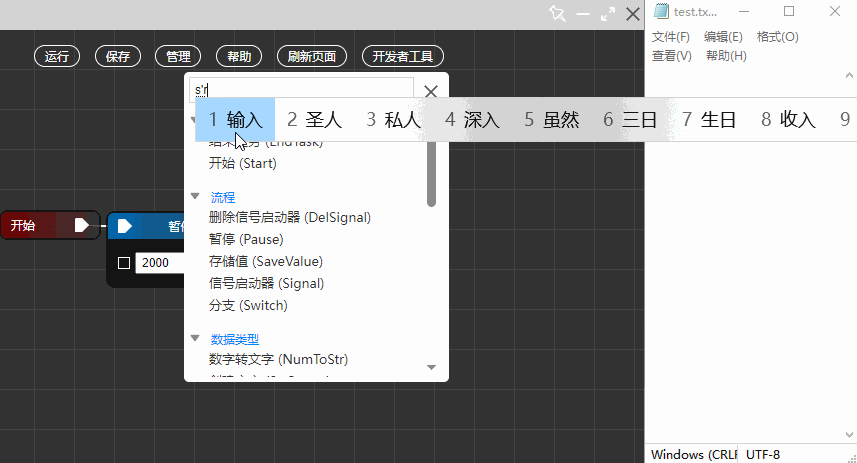 test.tx...
文件(F) 编辑(E) 格式(O)
查看(V) 帮助(H)
运行 保存 管理 帮助 刷新页面 开发者工具
s'r
1 输入 2 圣人 3 私人 4 深入 5 虽然 6 三日 7 生日 8 收入 9
(EndTask)
开始 (Start)
流程
删除信号启动器 (DelSignal)
暂停 (Pause)
存储值 (SaveValue)
信号启动器 (Signal)
分支 (Switch)
数据类型
数字转文字 (NumToStr)
开始
暂停
2000
Windows (CRLF UTF-8